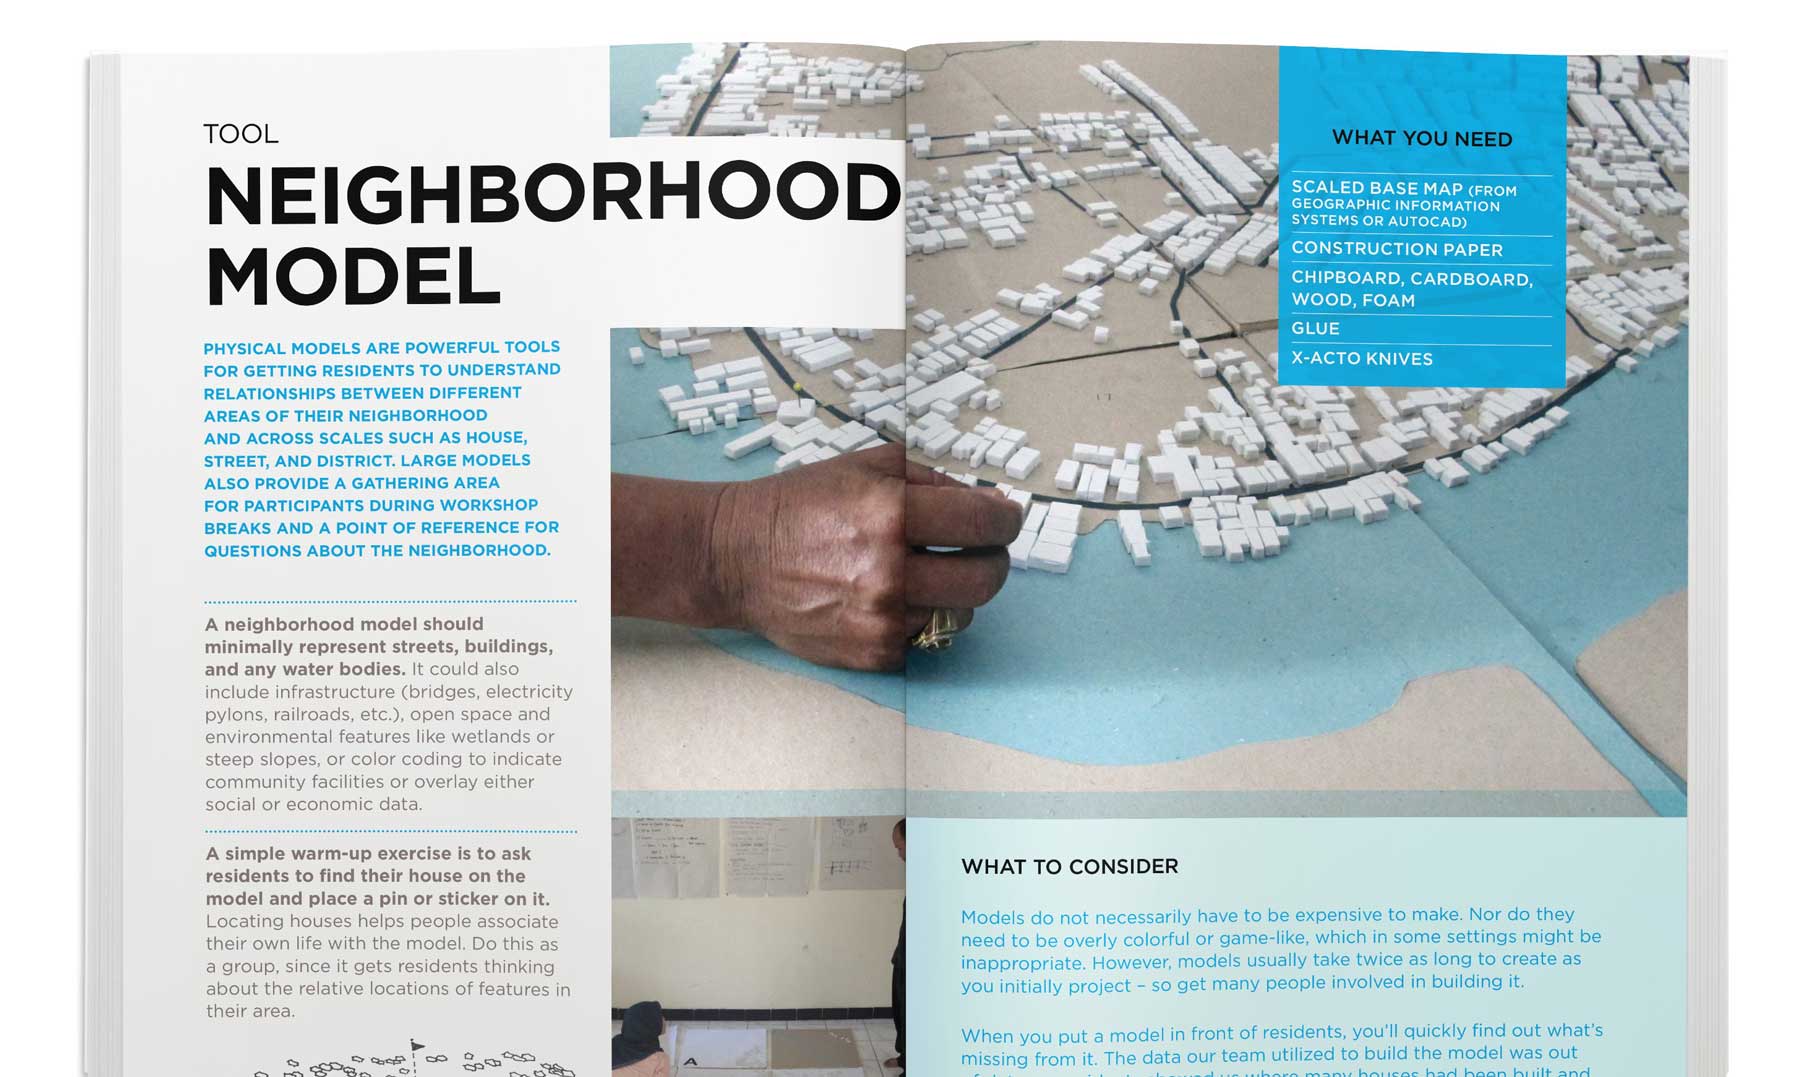 TOOL
NEIGHBORHOOD
MODEL
PHYSICAL MODELS ARE POWERFUL TOOLS
FOR GETTING RESIDENTS TO UNDERSTAND
RELATIONSHIPS BETWEEN DIFFERENT
AREAS OF THEIR NEIGHBORHOOD
AND ACROSS SCALES SUCH AS HOUSE,
STREET, AND DISTRICT. LARGE MODELS
ALSO PROVIDE A GATHERING AREA
FOR PARTICIPANTS DURING WORKSHOP
BREAKS AND A POINT OF REFERENCE FOR
QUESTIONS ABOUT THE NEIGHBORHOOD.
A neighborhood model should
minimally represent streets, buildings,
and any water bodies. It could also
include infrastructure (bridges, electricity
pylons, railroads, etc.), open space and
environmental features like wetlands or
steep slopes, or color coding to indicate
community facilities or overlay either
social or economic data.
A simple warm-up exercise is to ask
residents to find their house on the
model and place a pin or sticker on it.
Locating houses helps people associate
their own life with the model. Do this as
a group, since it gets residents thinking
about the relative locations of features in
their area.
A
WHAT YOU NEED
SCALED BASE MAP (FROM
GEOGRAPHIC INFORMATION
SYSTEMS OR AUTOCAD)
CONSTRUCTION PAPER
CHIPBOARD, CARDBOARD,
WOOD, FOAM
GLUE
X-ACTO KNIVES
WHAT TO CONSIDER
Models do not necessarily have to be expensive to make. Nor do they
need to be overly colorful or game-like, which in some settings might be
inappropriate. However, models usually take twice as long to create as
you initially project – so get many people involved in building it.
When you put a model in front of residents, you'll quickly find out what's
missing from it. The data our team utilized to build the model was out
showed us where many houses had been built and